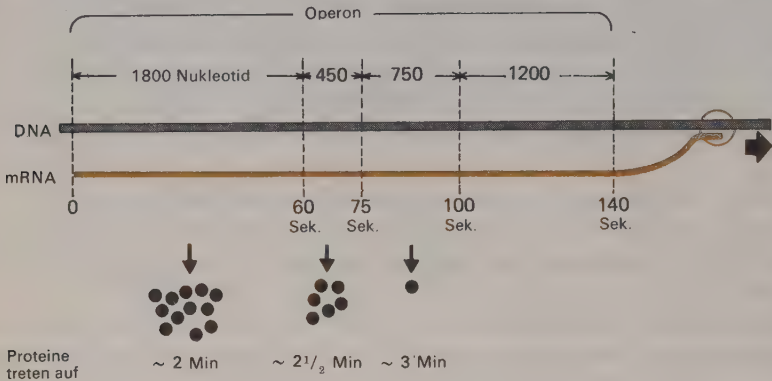 Operon
1800 Nukleotid 450 750 1200
DNA
mRNA
0 60 75 100 140
Sek. Sek. Sek. Sek.
Proteine
treten auf ~ 2 Min ~ 2 1/2 Min ~ 3 Min